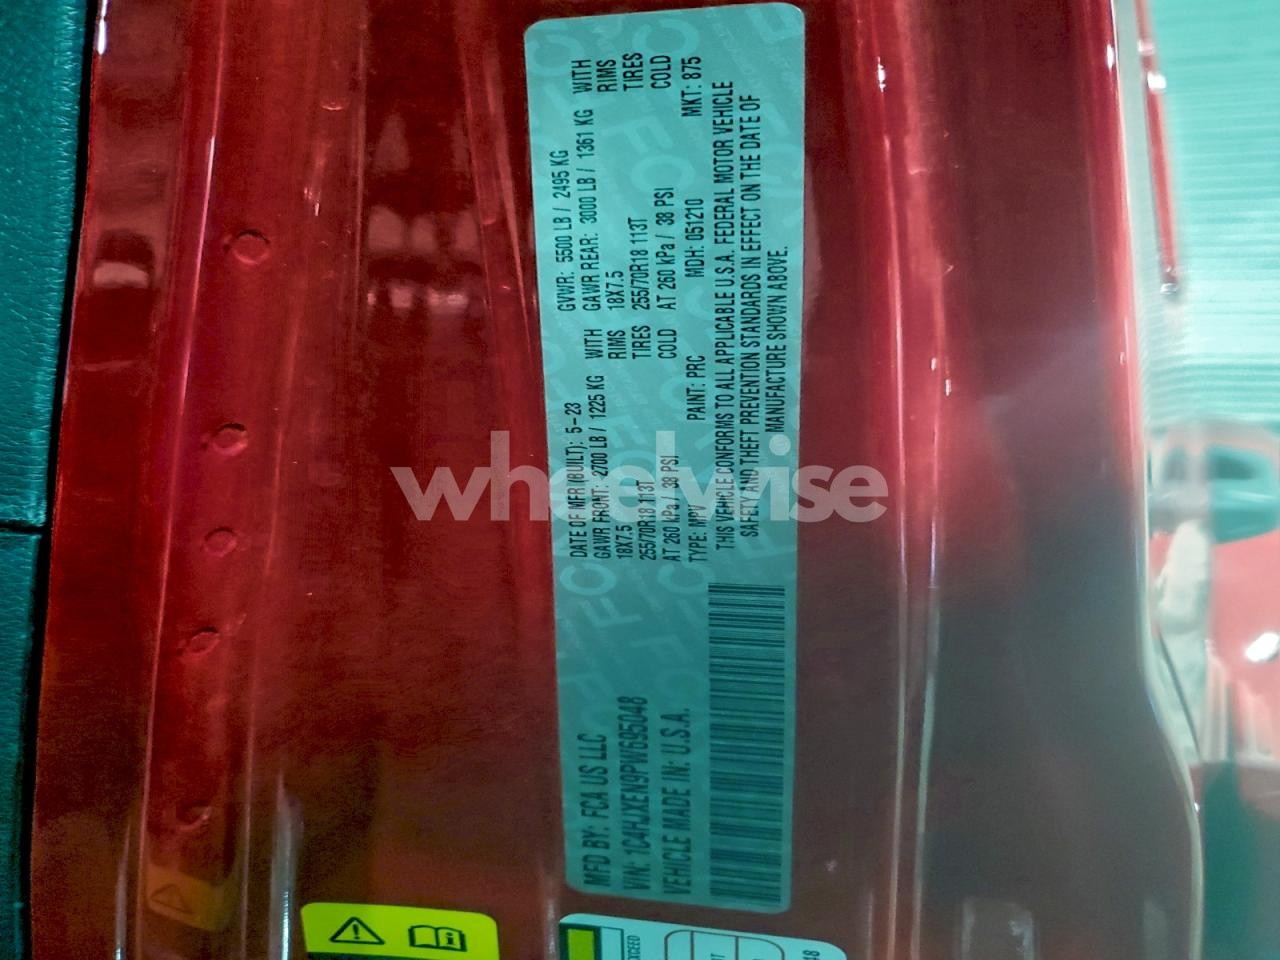 MFD BY: FCA US LLC
DATE OF MFR (BUILT): 5-23
GVWR: 5500 LB / 2495 KG
GAWR FRONT: 2700 LB / 1225 KG WITH
18X7.5 RIMS
255/70R18 113T TIRES
AT 260 kPa / 38 PSI COLD
GAWR REAR: 3000 LB / 1361 KG WITH
18X7.5 RIMS
255/70R18 113T TIRES
AT 260 kPa / 38 PSI COLD
VIN: 1C4HJXEN9PW695048
TYPE: MPV PAINT: PRC MDH: 051210 MKT: 875
VEHICLE MADE IN: U.S.A.
THIS VEHICLE CONFORMS TO ALL APPLICABLE U.S.A. FEDERAL MOTOR VEHICLE
SAFETY AND THEFT PREVENTION STANDARDS IN EFFECT ON THE DATE OF
MANUFACTURE SHOWN ABOVE.
wheelwise